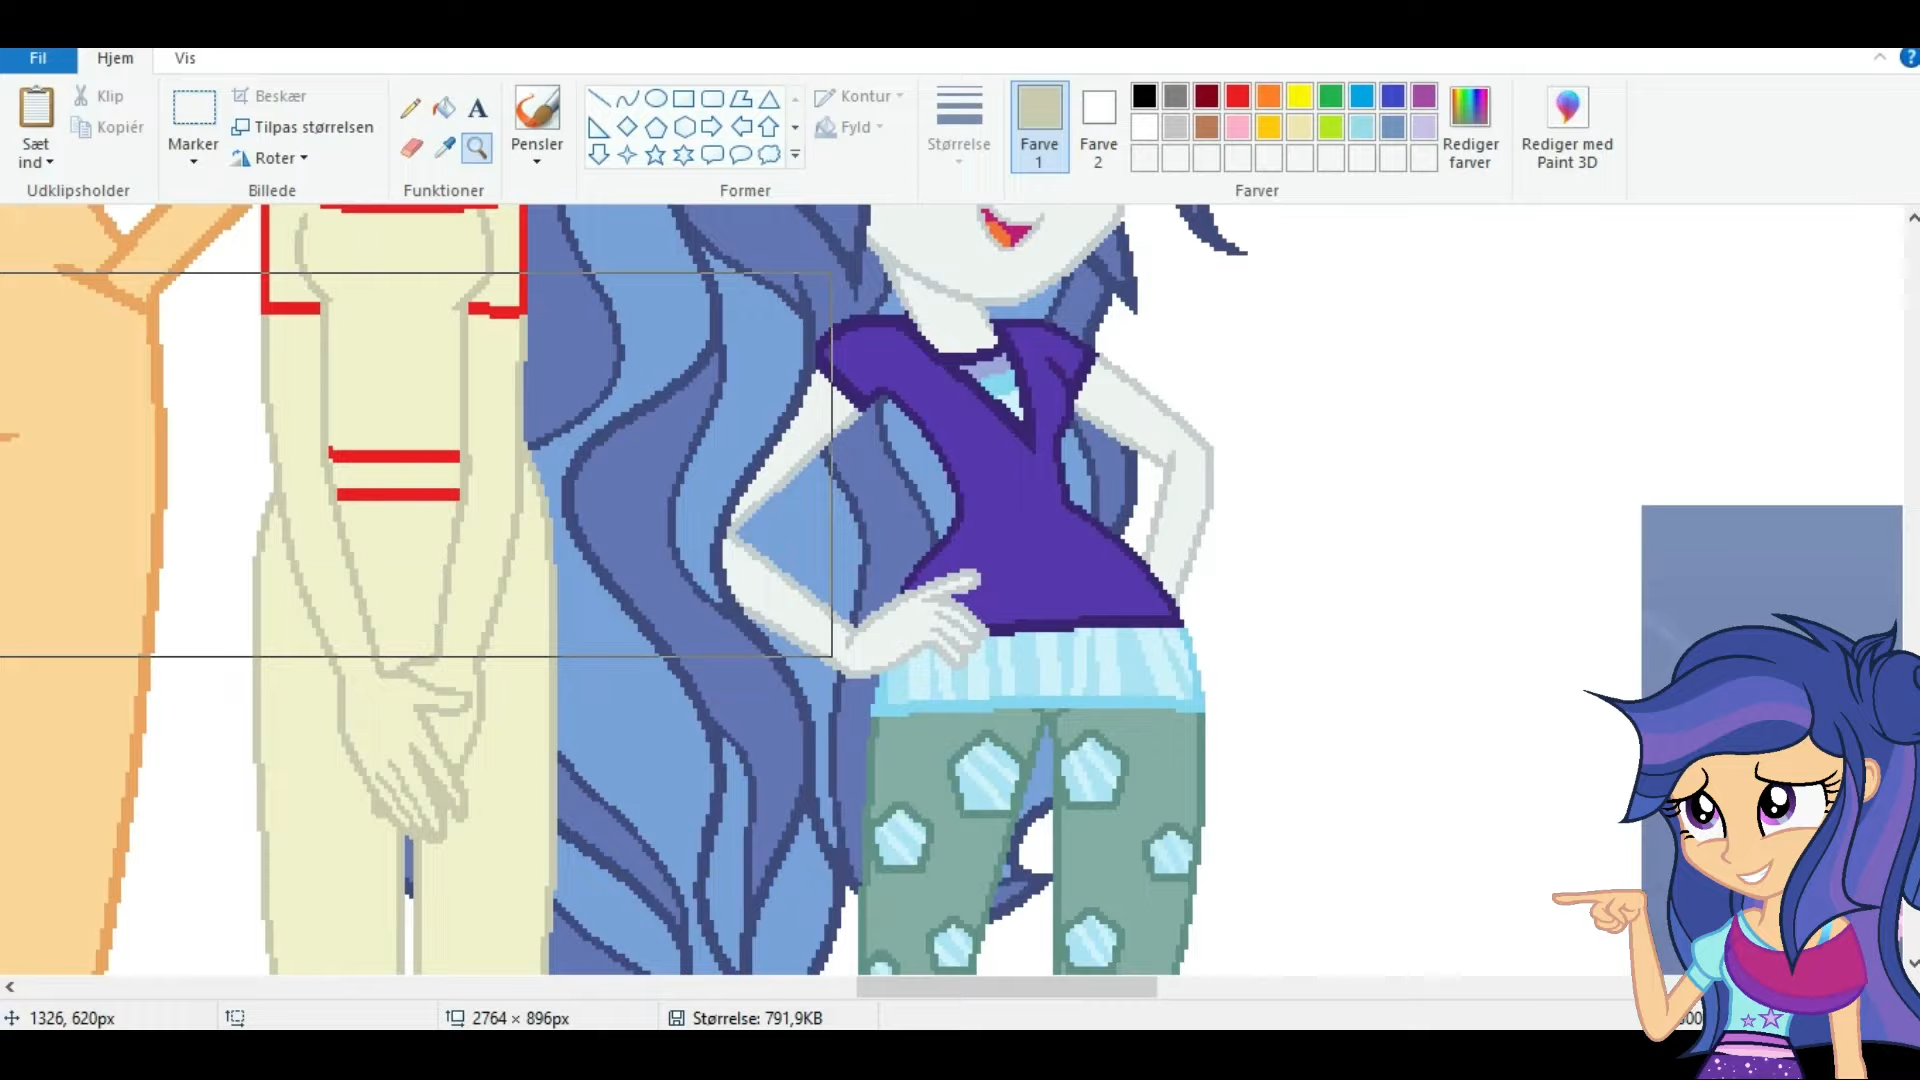 Fil Hjem Vis
Sæt ind
Klip
Kopiér
Udklipsholder
Marker
Beskær
Tilpas størrelsen
Roter
Billede
A
Funktioner
Pensler
Former
Kontur
Fyld
Størrelse
Farve 1
Farve 2
Farver
Rediger farver
Rediger med Paint 3D
?
1326, 620px
2764 × 896px
Størrelse: 791,9KB